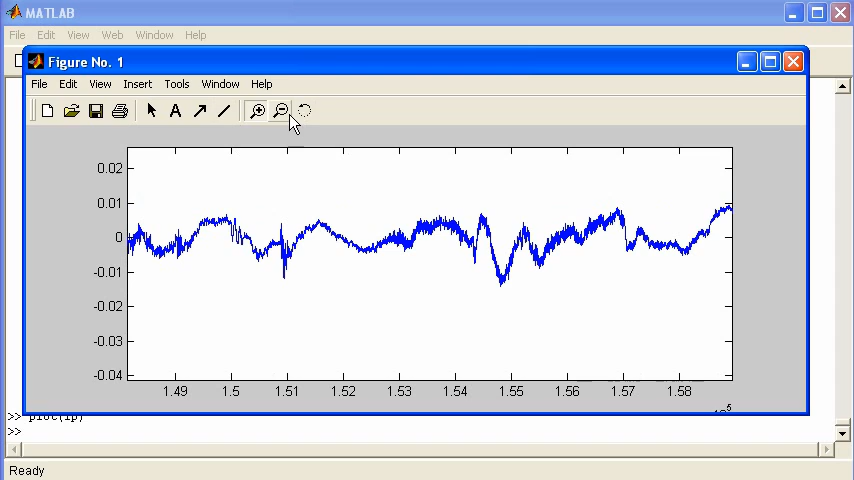 MATLAB
File Edit View Web Window Help
Figure No. 1
File Edit View Insert Tools Window Help
A
0.02
0.01
0
-0.01
-0.02
-0.03
-0.04
1.49 1.5 1.51 1.52 1.53 1.54 1.55 1.56 1.57 1.58
>> plot(lp)
>>
Ready